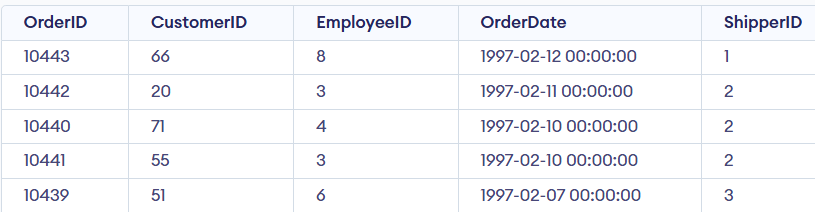 OrderID CustomerID EmployeeID OrderDate ShipperID
10443 66 8 1997-02-12 00:00:00 1
10442 20 3 1997-02-11 00:00:00 2
10440 71 4 1997-02-10 00:00:00 2
10441 55 3 1997-02-10 00:00:00 2
10439 51 6 1997-02-07 00:00:00 3